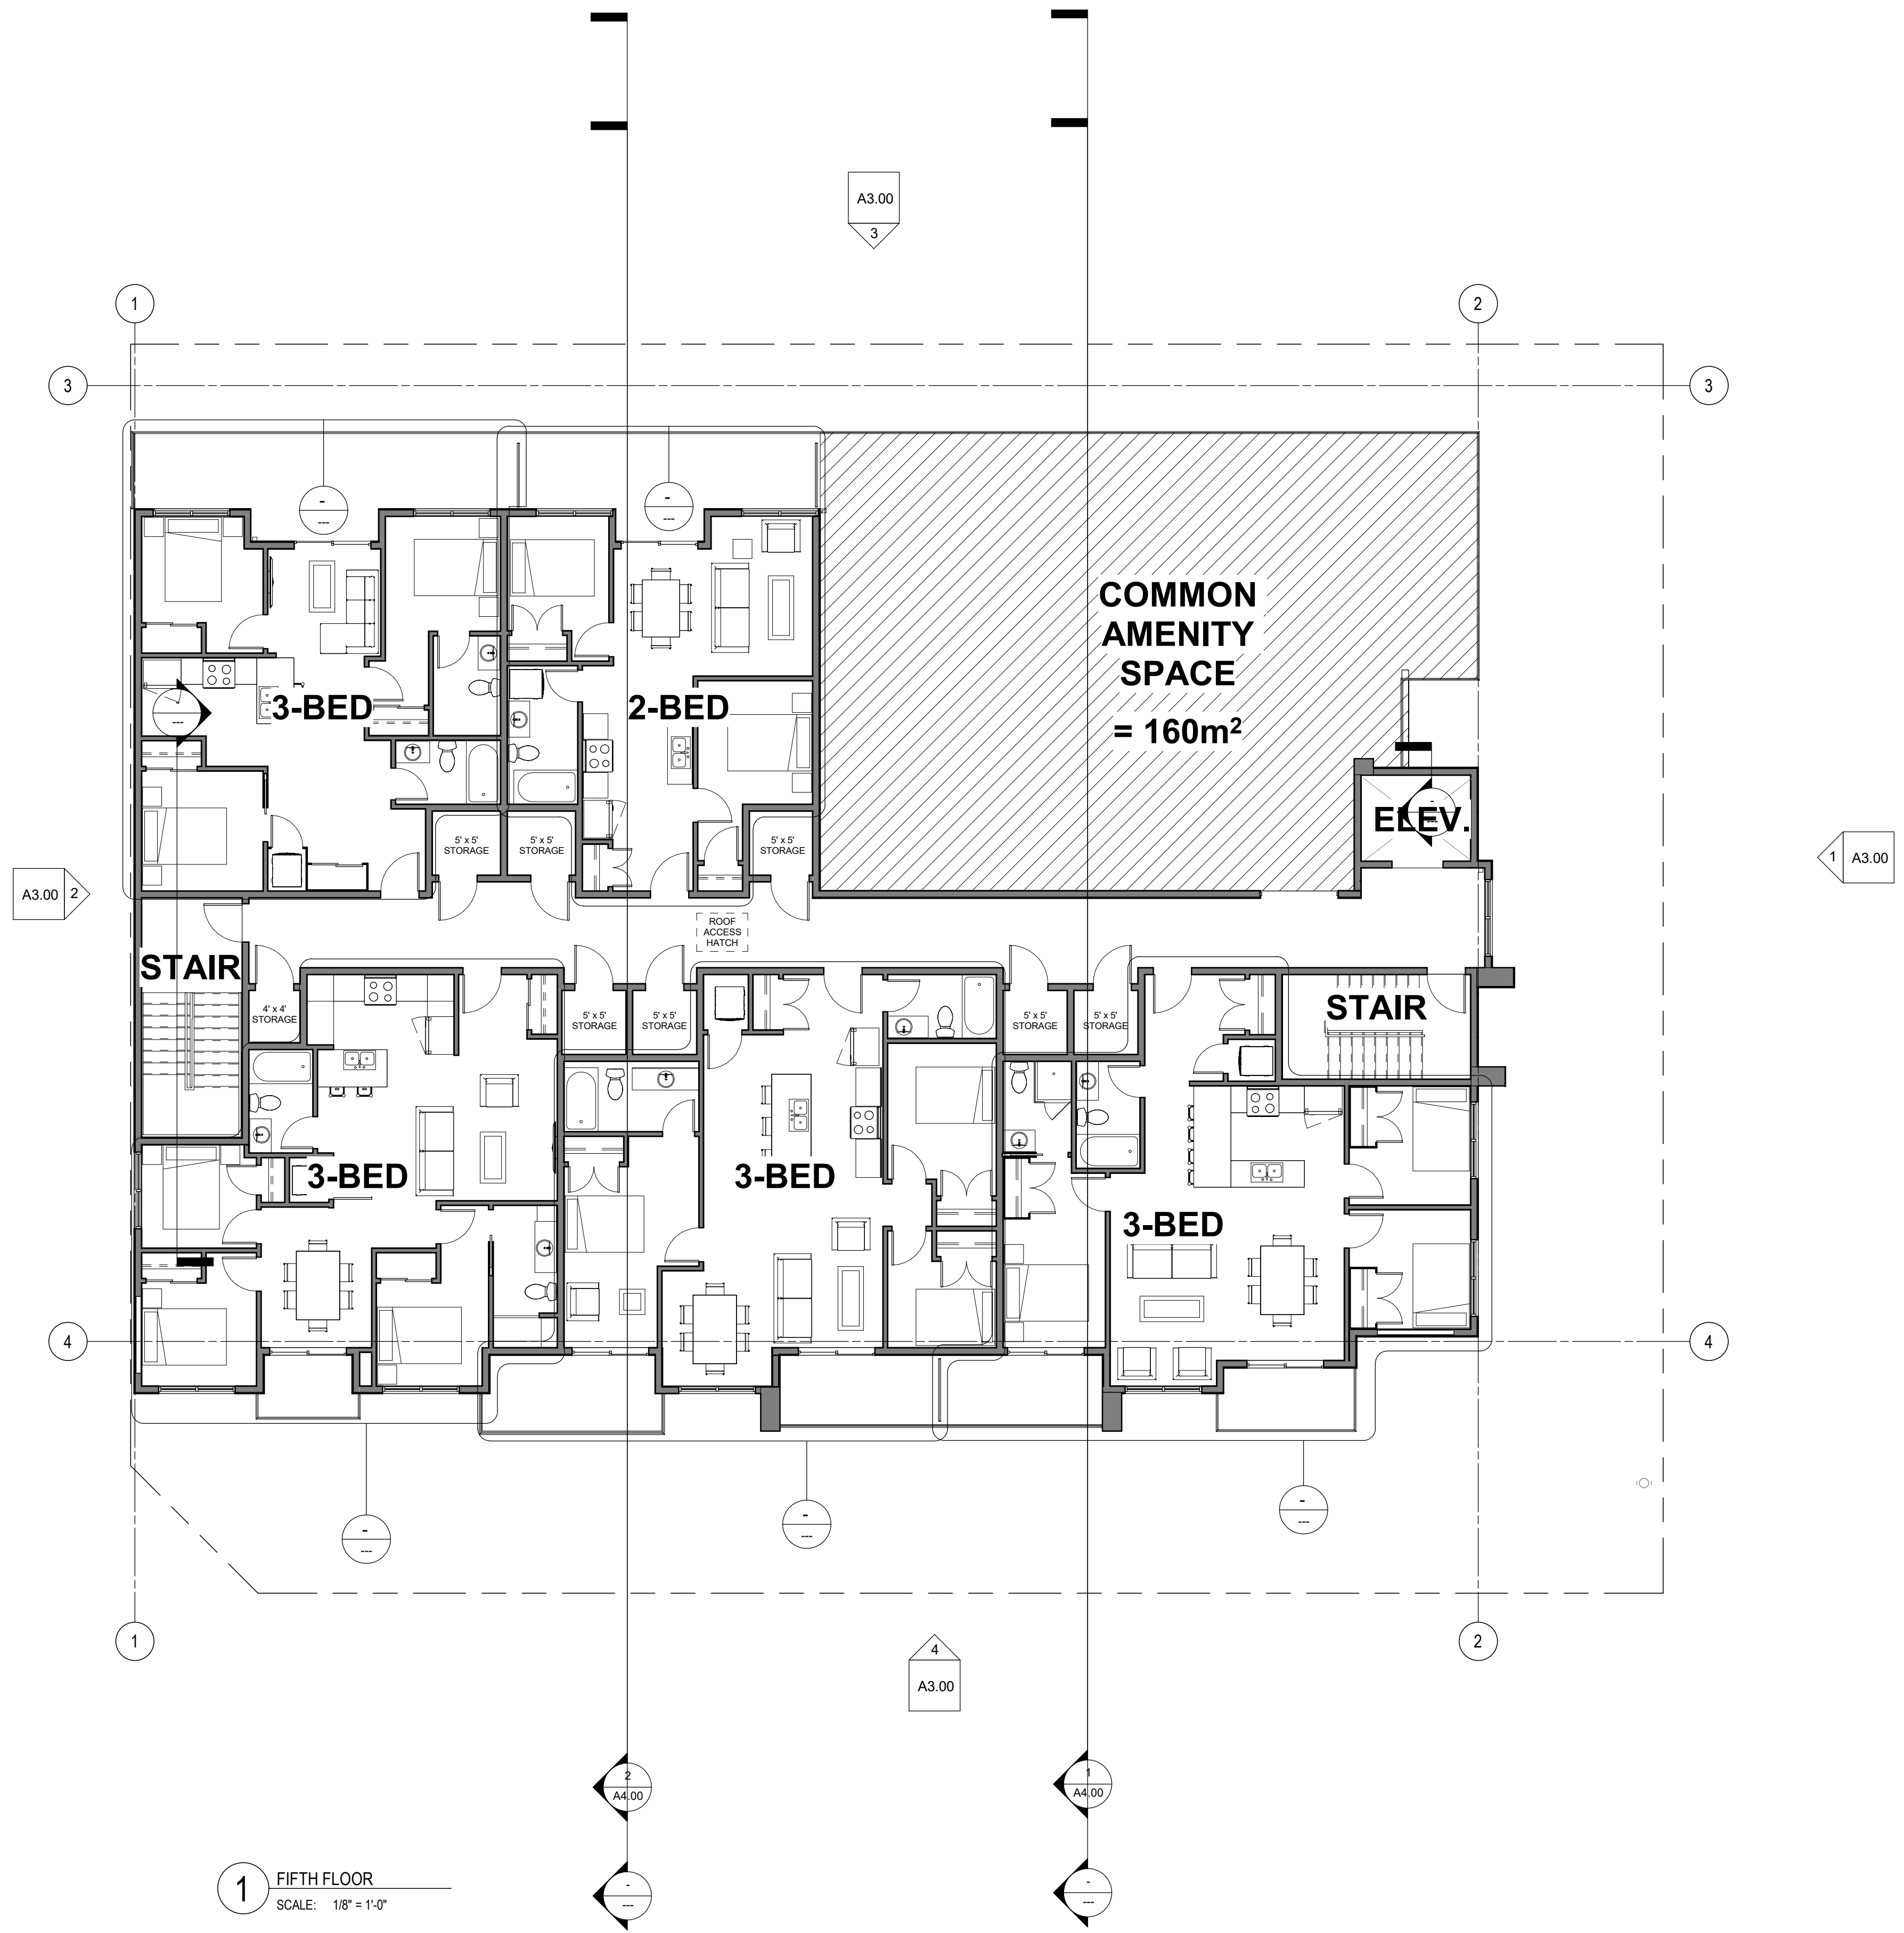 A3.00
3
1
2
3
3
-
---
-
---
COMMON
AMENITY
SPACE
= 160m²
3-BED
2-BED
---
-
---
ELEV.
5' x 5'
STORAGE
5' x 5'
STORAGE
5' x 5'
STORAGE
A3.00
2
1
A3.00
ROOF
ACCESS
HATCH
STAIR
STAIR
4' x 4'
STORAGE
5' x 5'
STORAGE
5' x 5'
STORAGE
5' x 5'
STORAGE
5' x 5'
STORAGE
3-BED
3-BED
3-BED
4
4
-
---
-
---
-
---
1
2
4
A3.00
2
A4.00
1
A4.00
-
---
-
---
1
FIFTH FLOOR
SCALE: 1/8" = 1'-0"